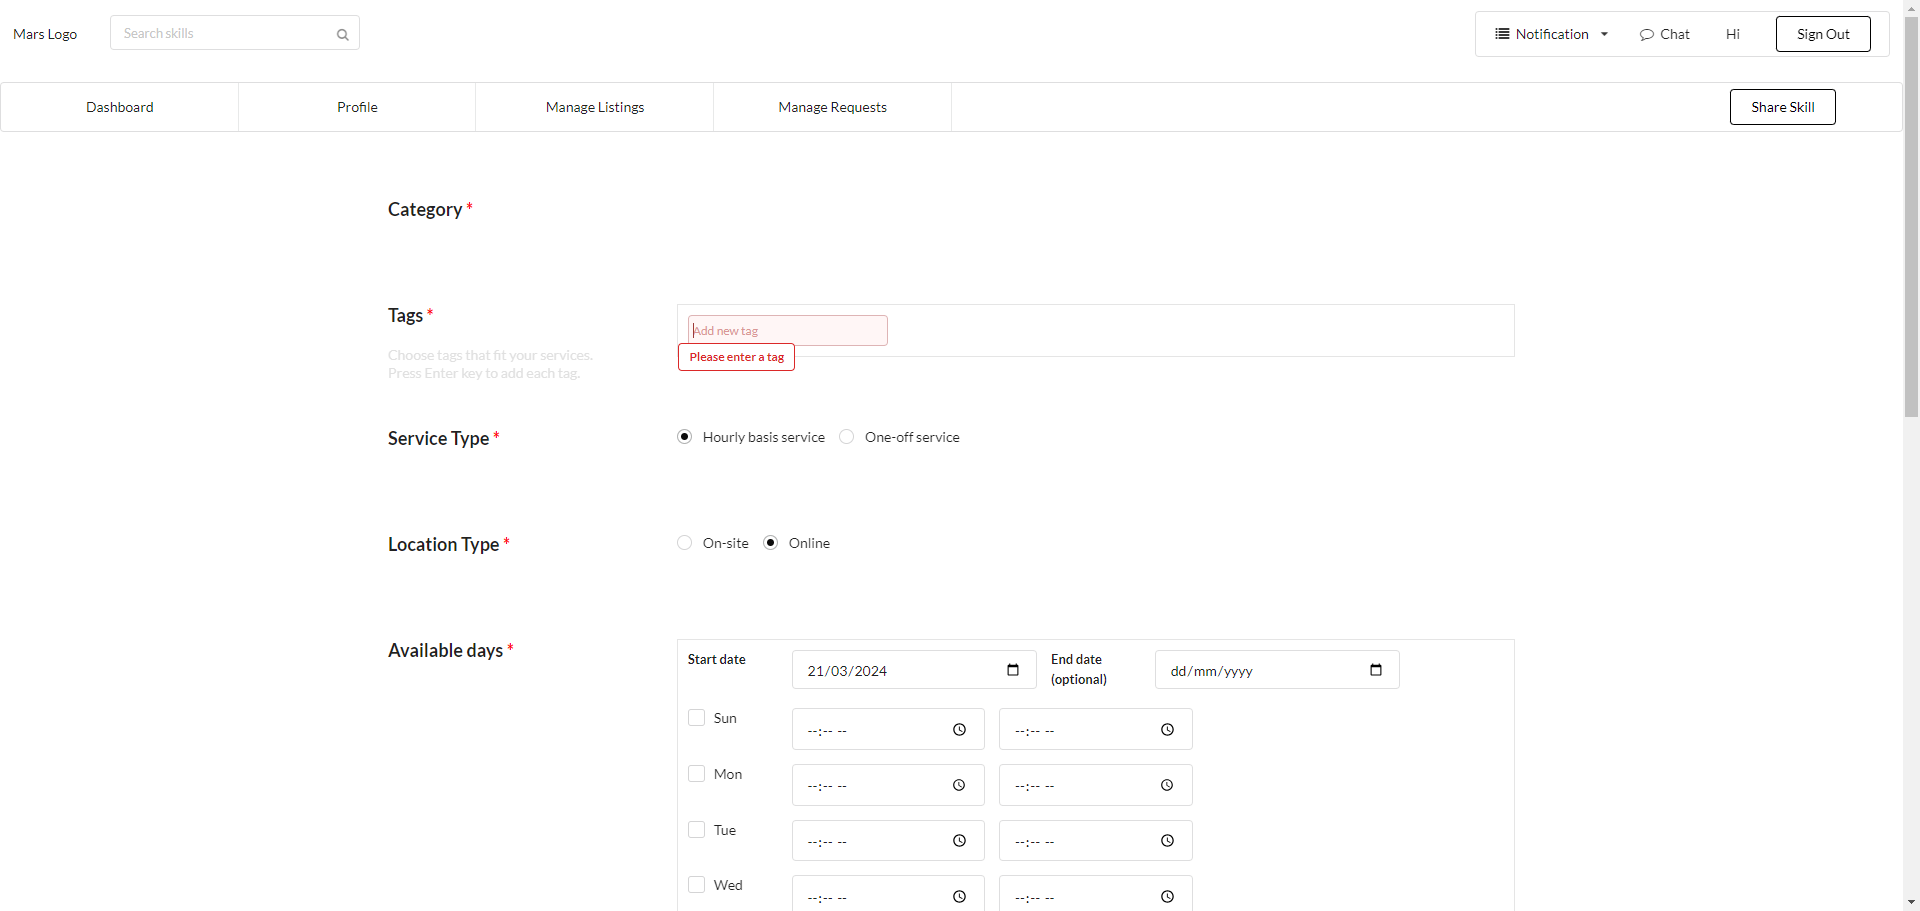 Mars Logo
Search skills
Notification
Chat
Hi
Sign Out
Dashboard
Profile
Manage Listings
Manage Requests
Share Skill
Category *
Tags *
Choose tags that fit your services.
Press Enter key to add each tag.
Add new tag
Please enter a tag
Service Type *
Hourly basis service
One-off service
Location Type *
On-site
Online
Available days *
Start date
21/03/2024
End date
(optional)
dd/mm/yyyy
Sun
--:-- --
--:-- --
Mon
--:-- --
--:-- --
Tue
--:-- --
--:-- --
Wed
--:-- --
--:-- --